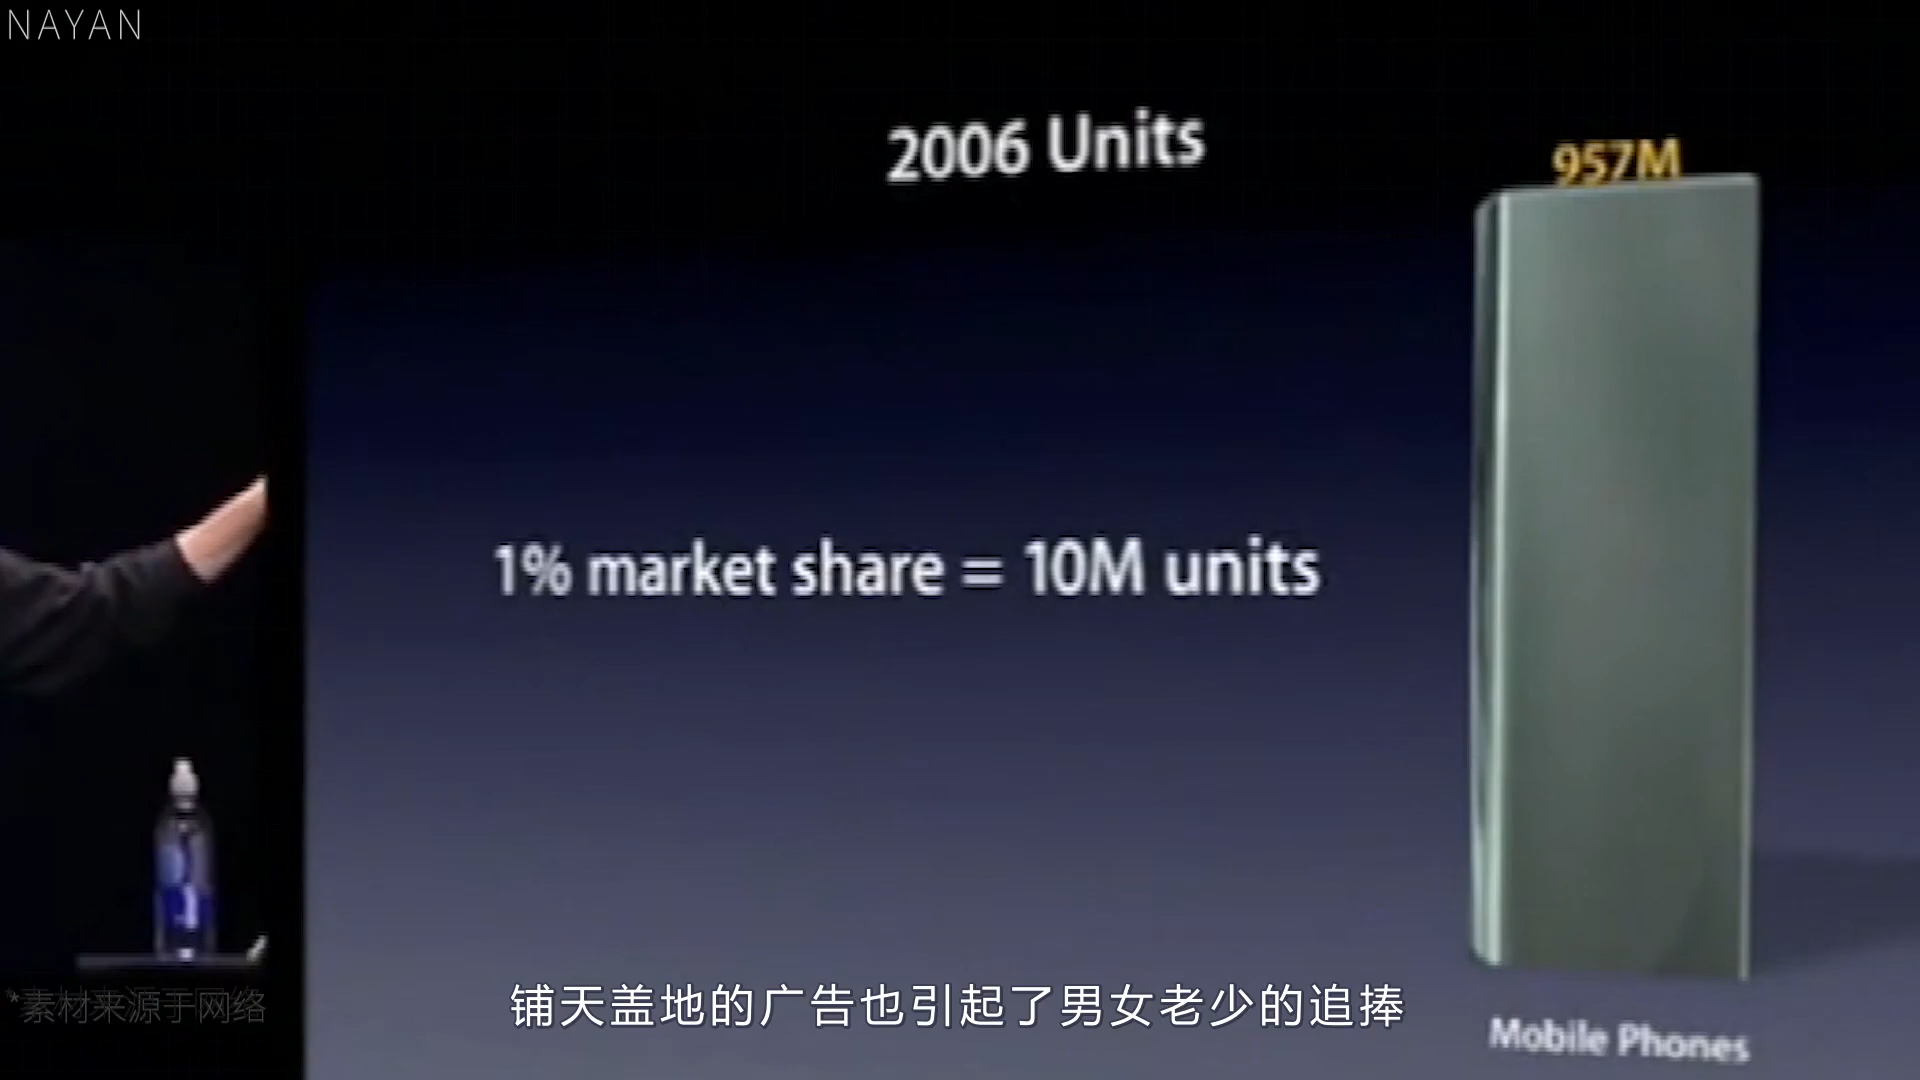 NAYAN
2006 Units
957M
1% market share = 10M units
铺天盖地的广告也引起了男女老少的追捧
*素材来源于网络
Mobile Phones